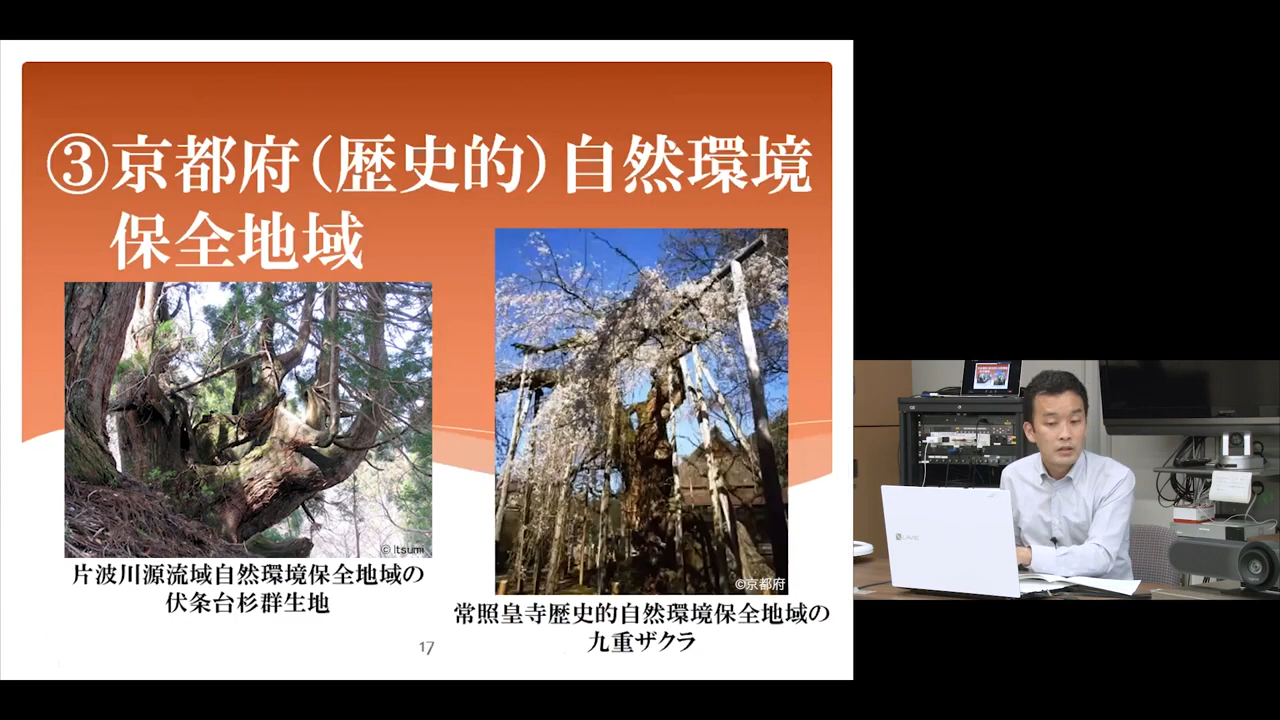 ③京都府（歴史的）自然環境
保全地域
© Itsumi
片波川源流域自然環境保全地域の
伏条台杉群生地
©京都府
常照皇寺歴史的自然環境保全地域の
九重ザクラ
17
LAVIE